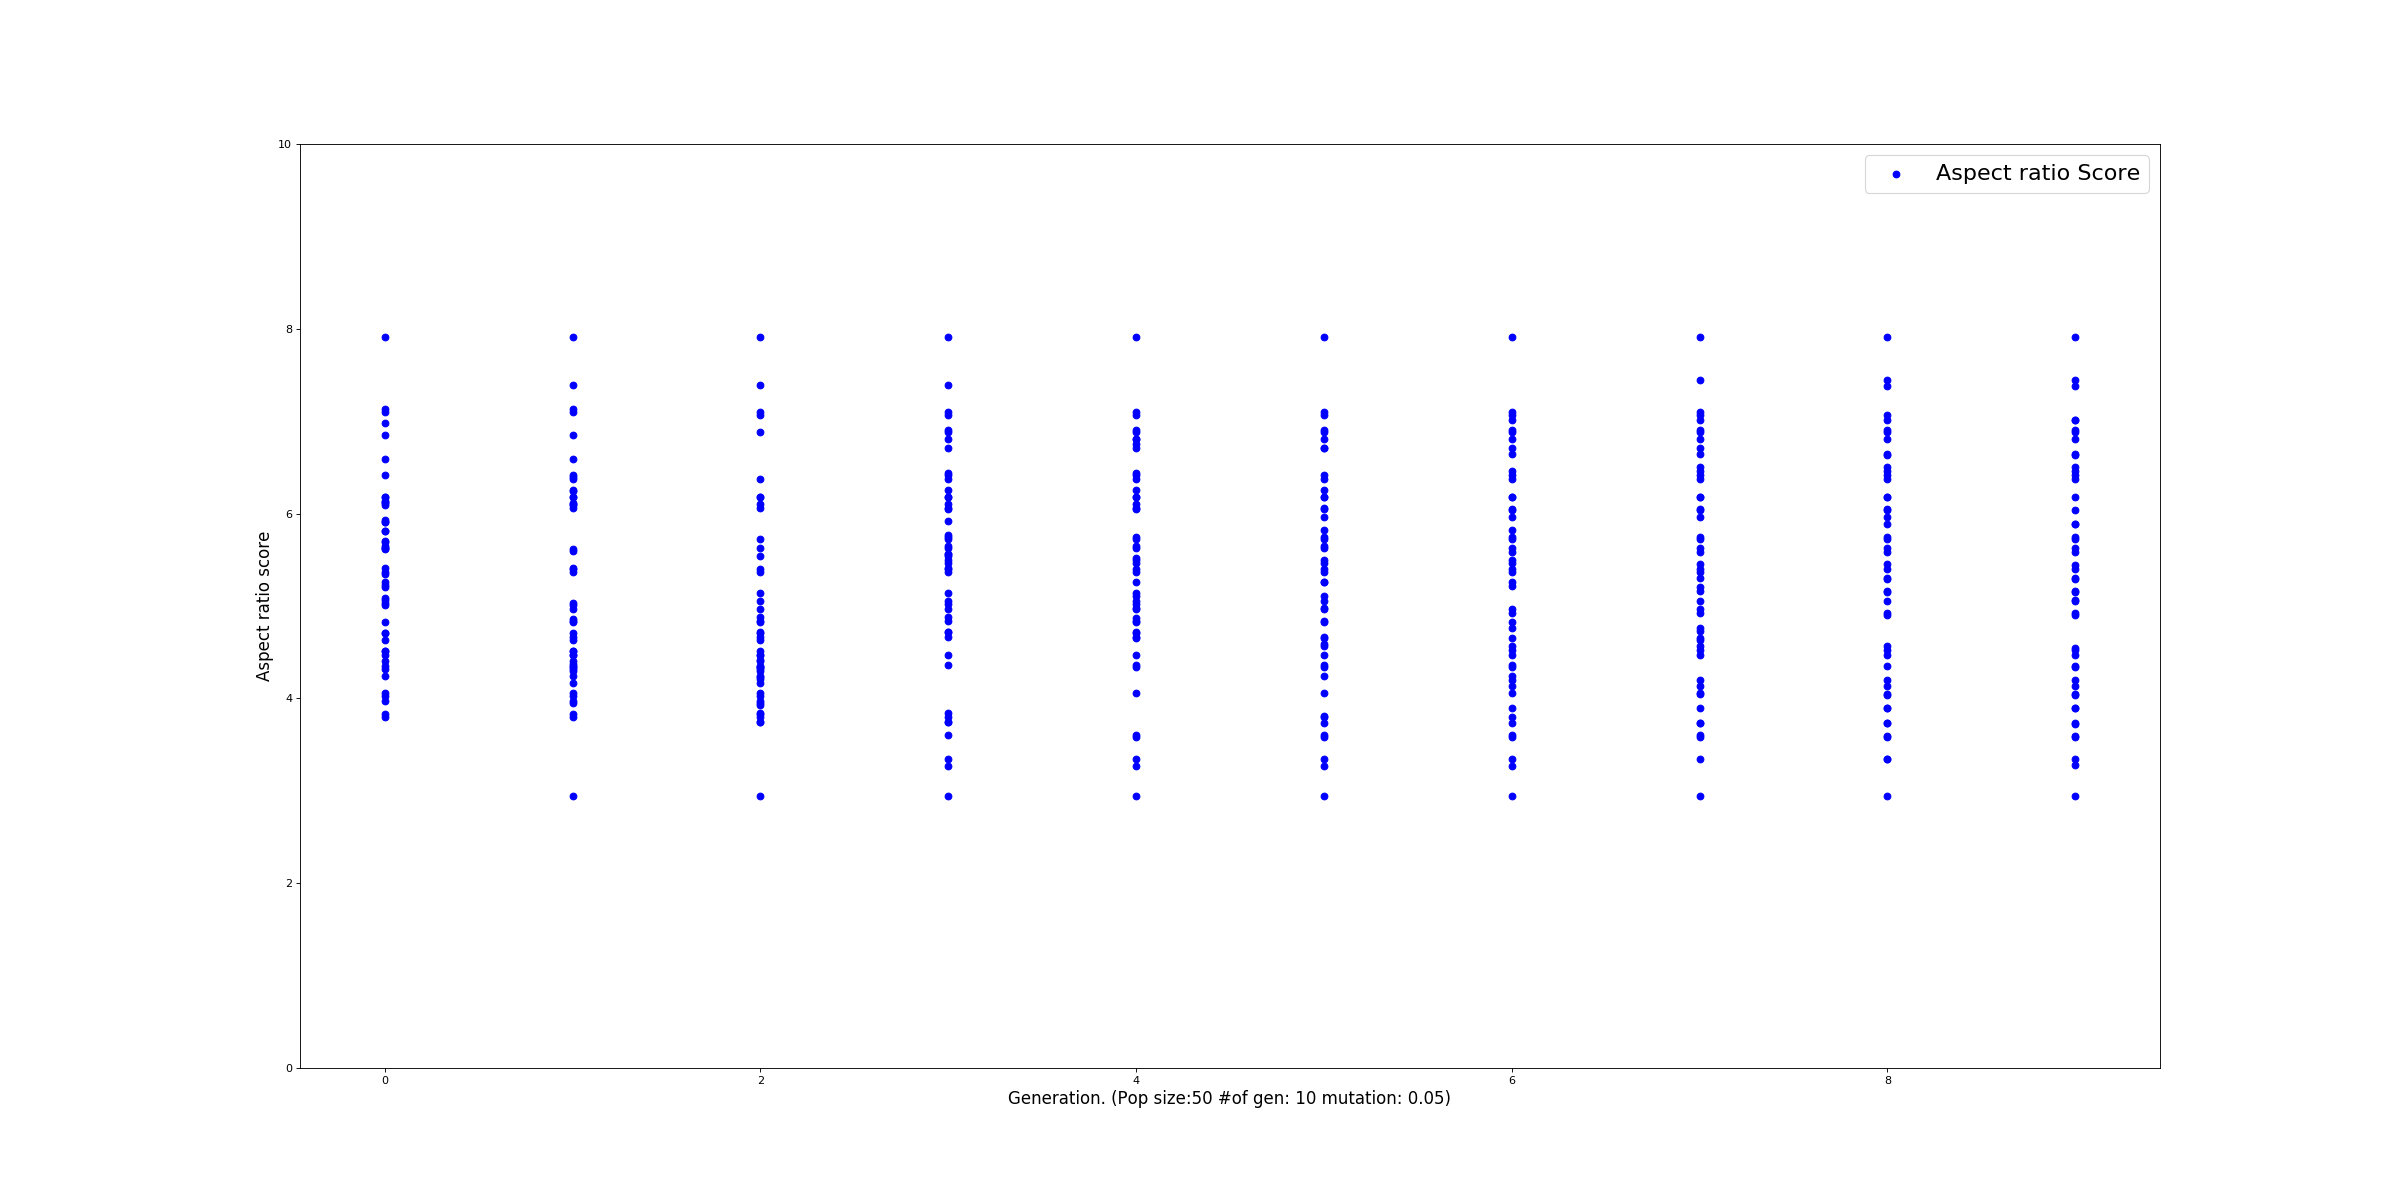 Aspect ratio Score
Aspect ratio score
10
8
6
4
2
0
0 2 4 6 8
Generation. (Pop size:50 #of gen: 10 mutation: 0.05)